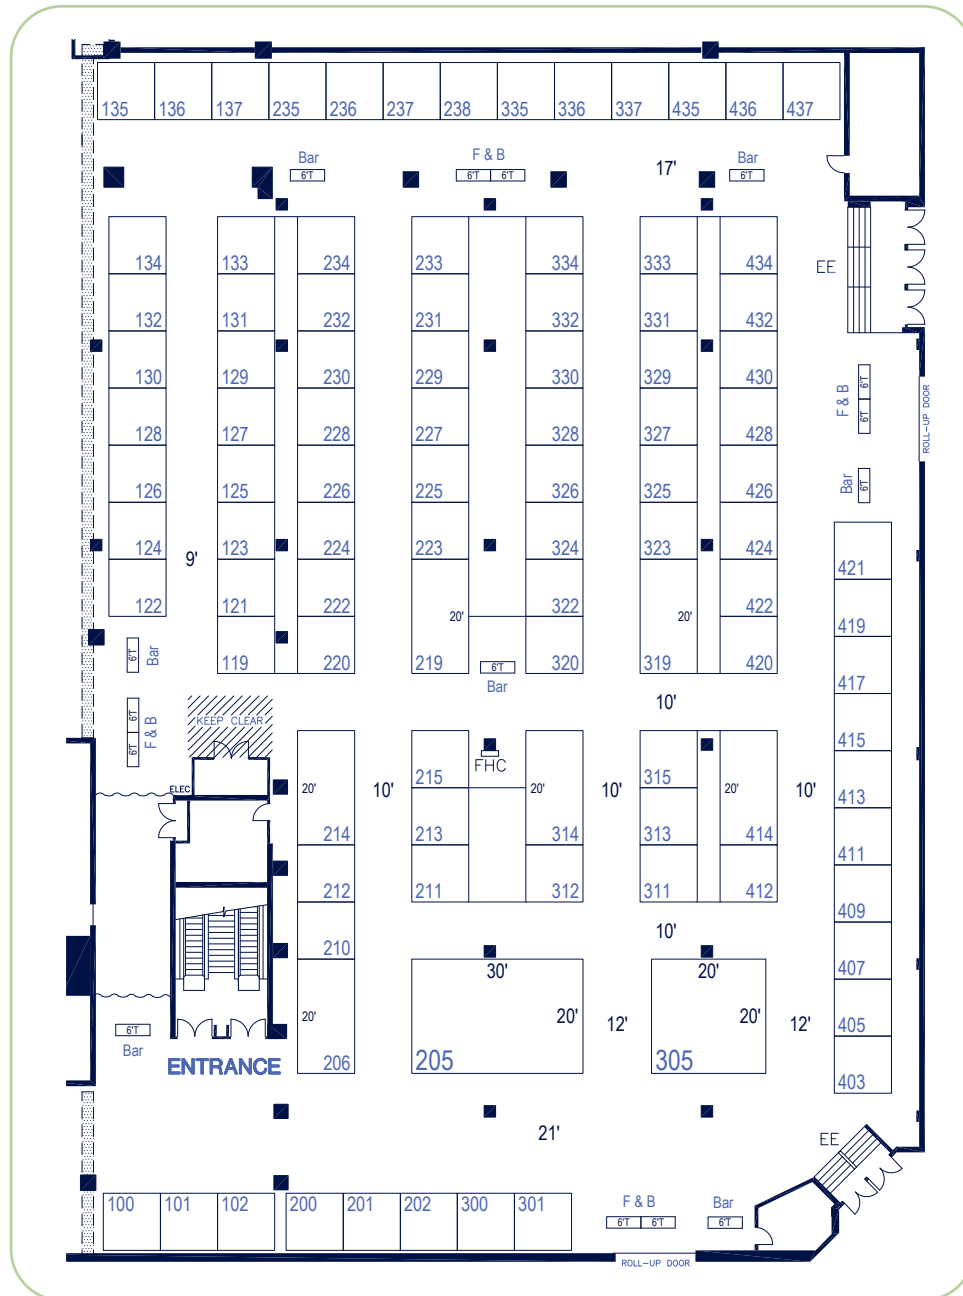 135 136 137 235 236 237 238 335 336 337 435 436 437
Bar F & B 17' Bar
6'T 6'T 6'T 6'T
134 133 234 233 334 333 434
EE
132 131 232 231 332 331 432
130 129 230 229 330 329 430
F & B
6'T 6'T
ROLL-UP DOOR
128 127 228 227 328 327 428
126 125 226 225 326 325 426
Bar
6'T
124 123 224 223 324 323 424
9'
421
122 121 222 20' 322 20' 422
419
119 220 219 320 319 420
6'T
Bar
6'T
Bar
417
10'
F & B
6'T 6'T
KEEP CLEAR
415
FHC
215 315
ELEC
20' 10' 20' 10' 20' 10'
413
214 213 314 313 414
411
212 211 312 311 412
409
210 10'
407
30' 20'
20' 20' 12' 20' 12'
405
6'T
Bar
ENTRANCE
206 205 305
403
21'
EE
100 101 102 200 201 202 300 301
F & B Bar
6'T 6'T 6'T
ROLL-UP DOOR